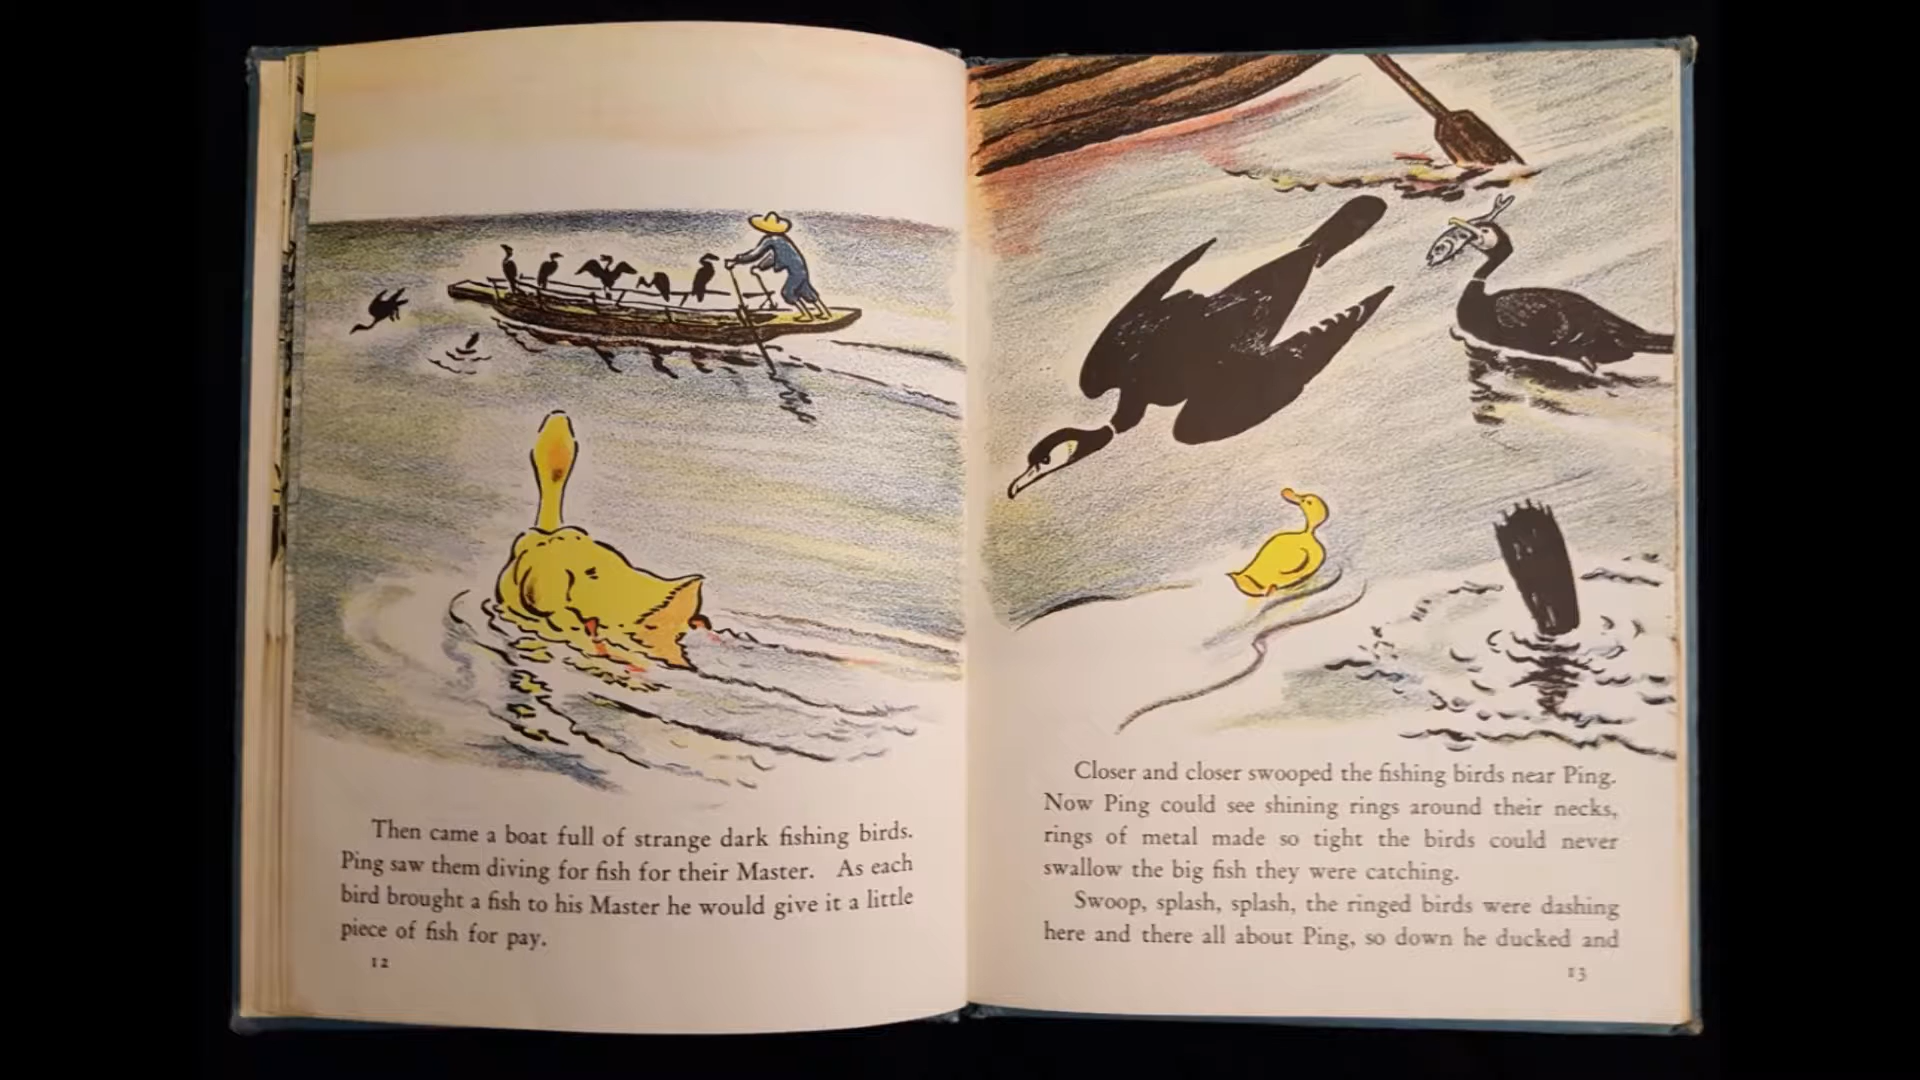 Then came a boat full of strange dark fishing birds.
Ping saw them diving for fish for their Master. As each
bird brought a fish to his Master he would give it a little
piece of fish for pay.
12
Closer and closer swooped the fishing birds near Ping.
Now Ping could see shining rings around their necks,
rings of metal made so tight the birds could never
swallow the big fish they were catching.
Swoop, splash, splash, the ringed birds were dashing
here and there all about Ping, so down he ducked and
13